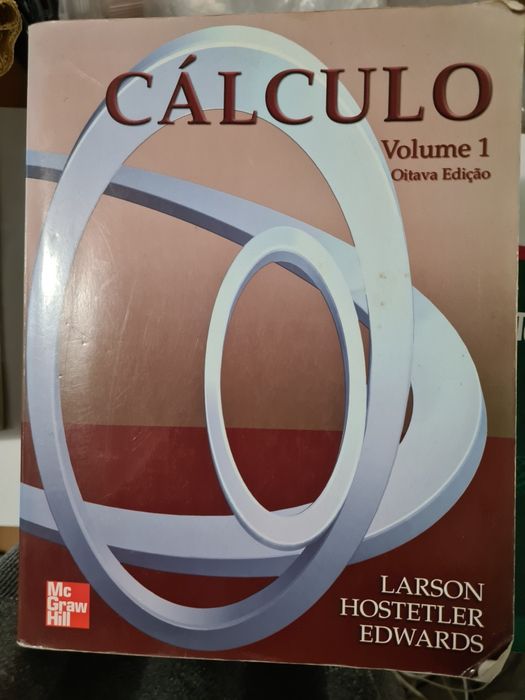 CÁLCULO
Volume 1
Oitava Edição
LARSON
HOSTETLER
EDWARDS
Mc
Graw
Hill